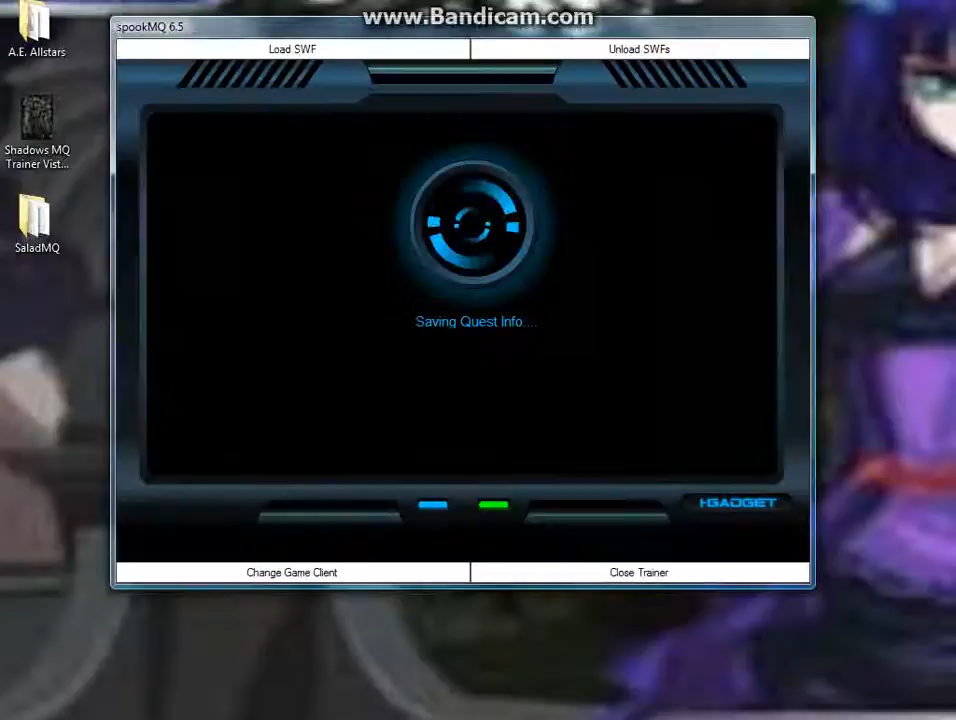 www.Bandicam.com
spookMQ 6.5
Load SWF
Unload SWFs
A.E. Allstars
Shadows MQ
Trainer Vist...
SaladMQ
Saving Quest Info....
GADGET
Change Game Client
Close Trainer